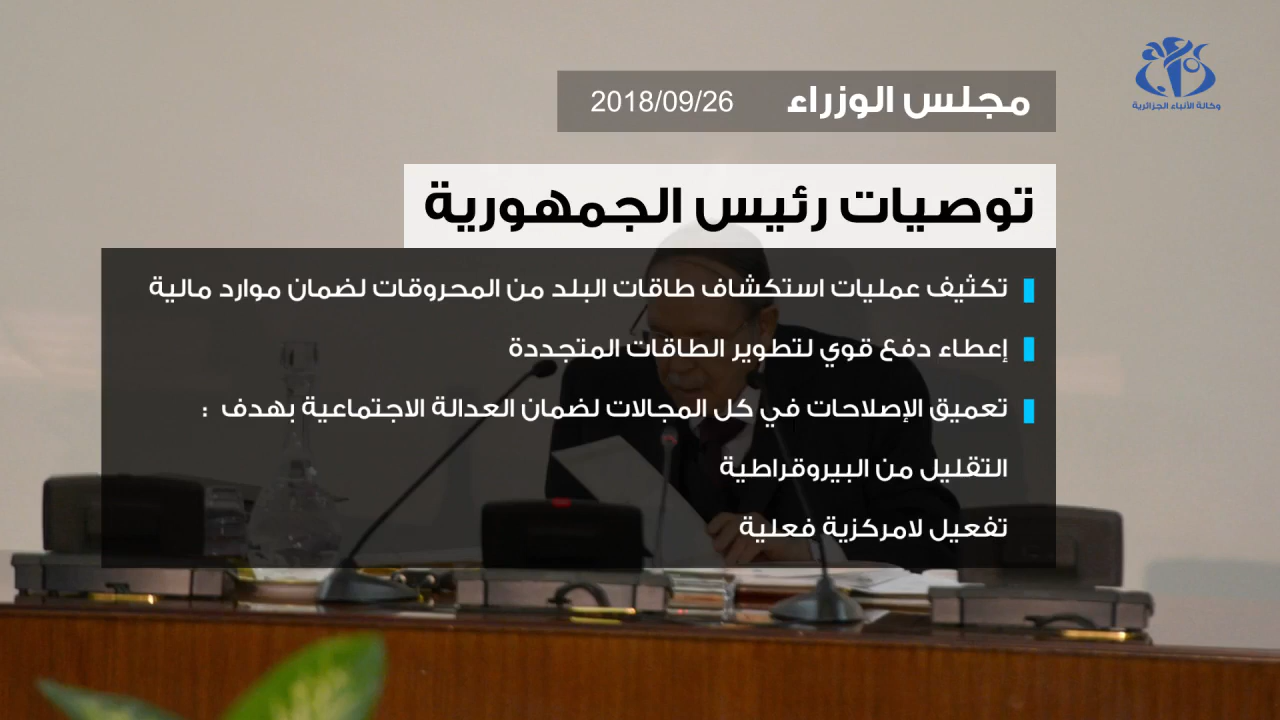 وكالة الأنباء الجزائرية
مجلس الوزراء 2018/09/26
توصيات رئيس الجمهورية
تكثيف عمليات استكشاف طاقات البلد من المحروقات لضمان موارد مالية
إعطاء دفع قوي لتطوير الطاقات المتجددة
تعميق الإصلاحات في كل المجالات لضمان العدالة الاجتماعية بهدف :
التقليل من البيروقراطية
تفعيل لامركزية فعلية